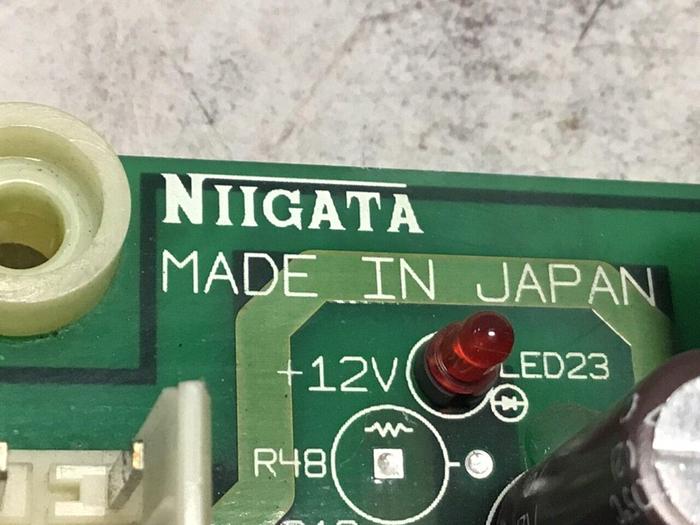 NIIGATA
MADE IN JAPAN
+12V LED23
R48